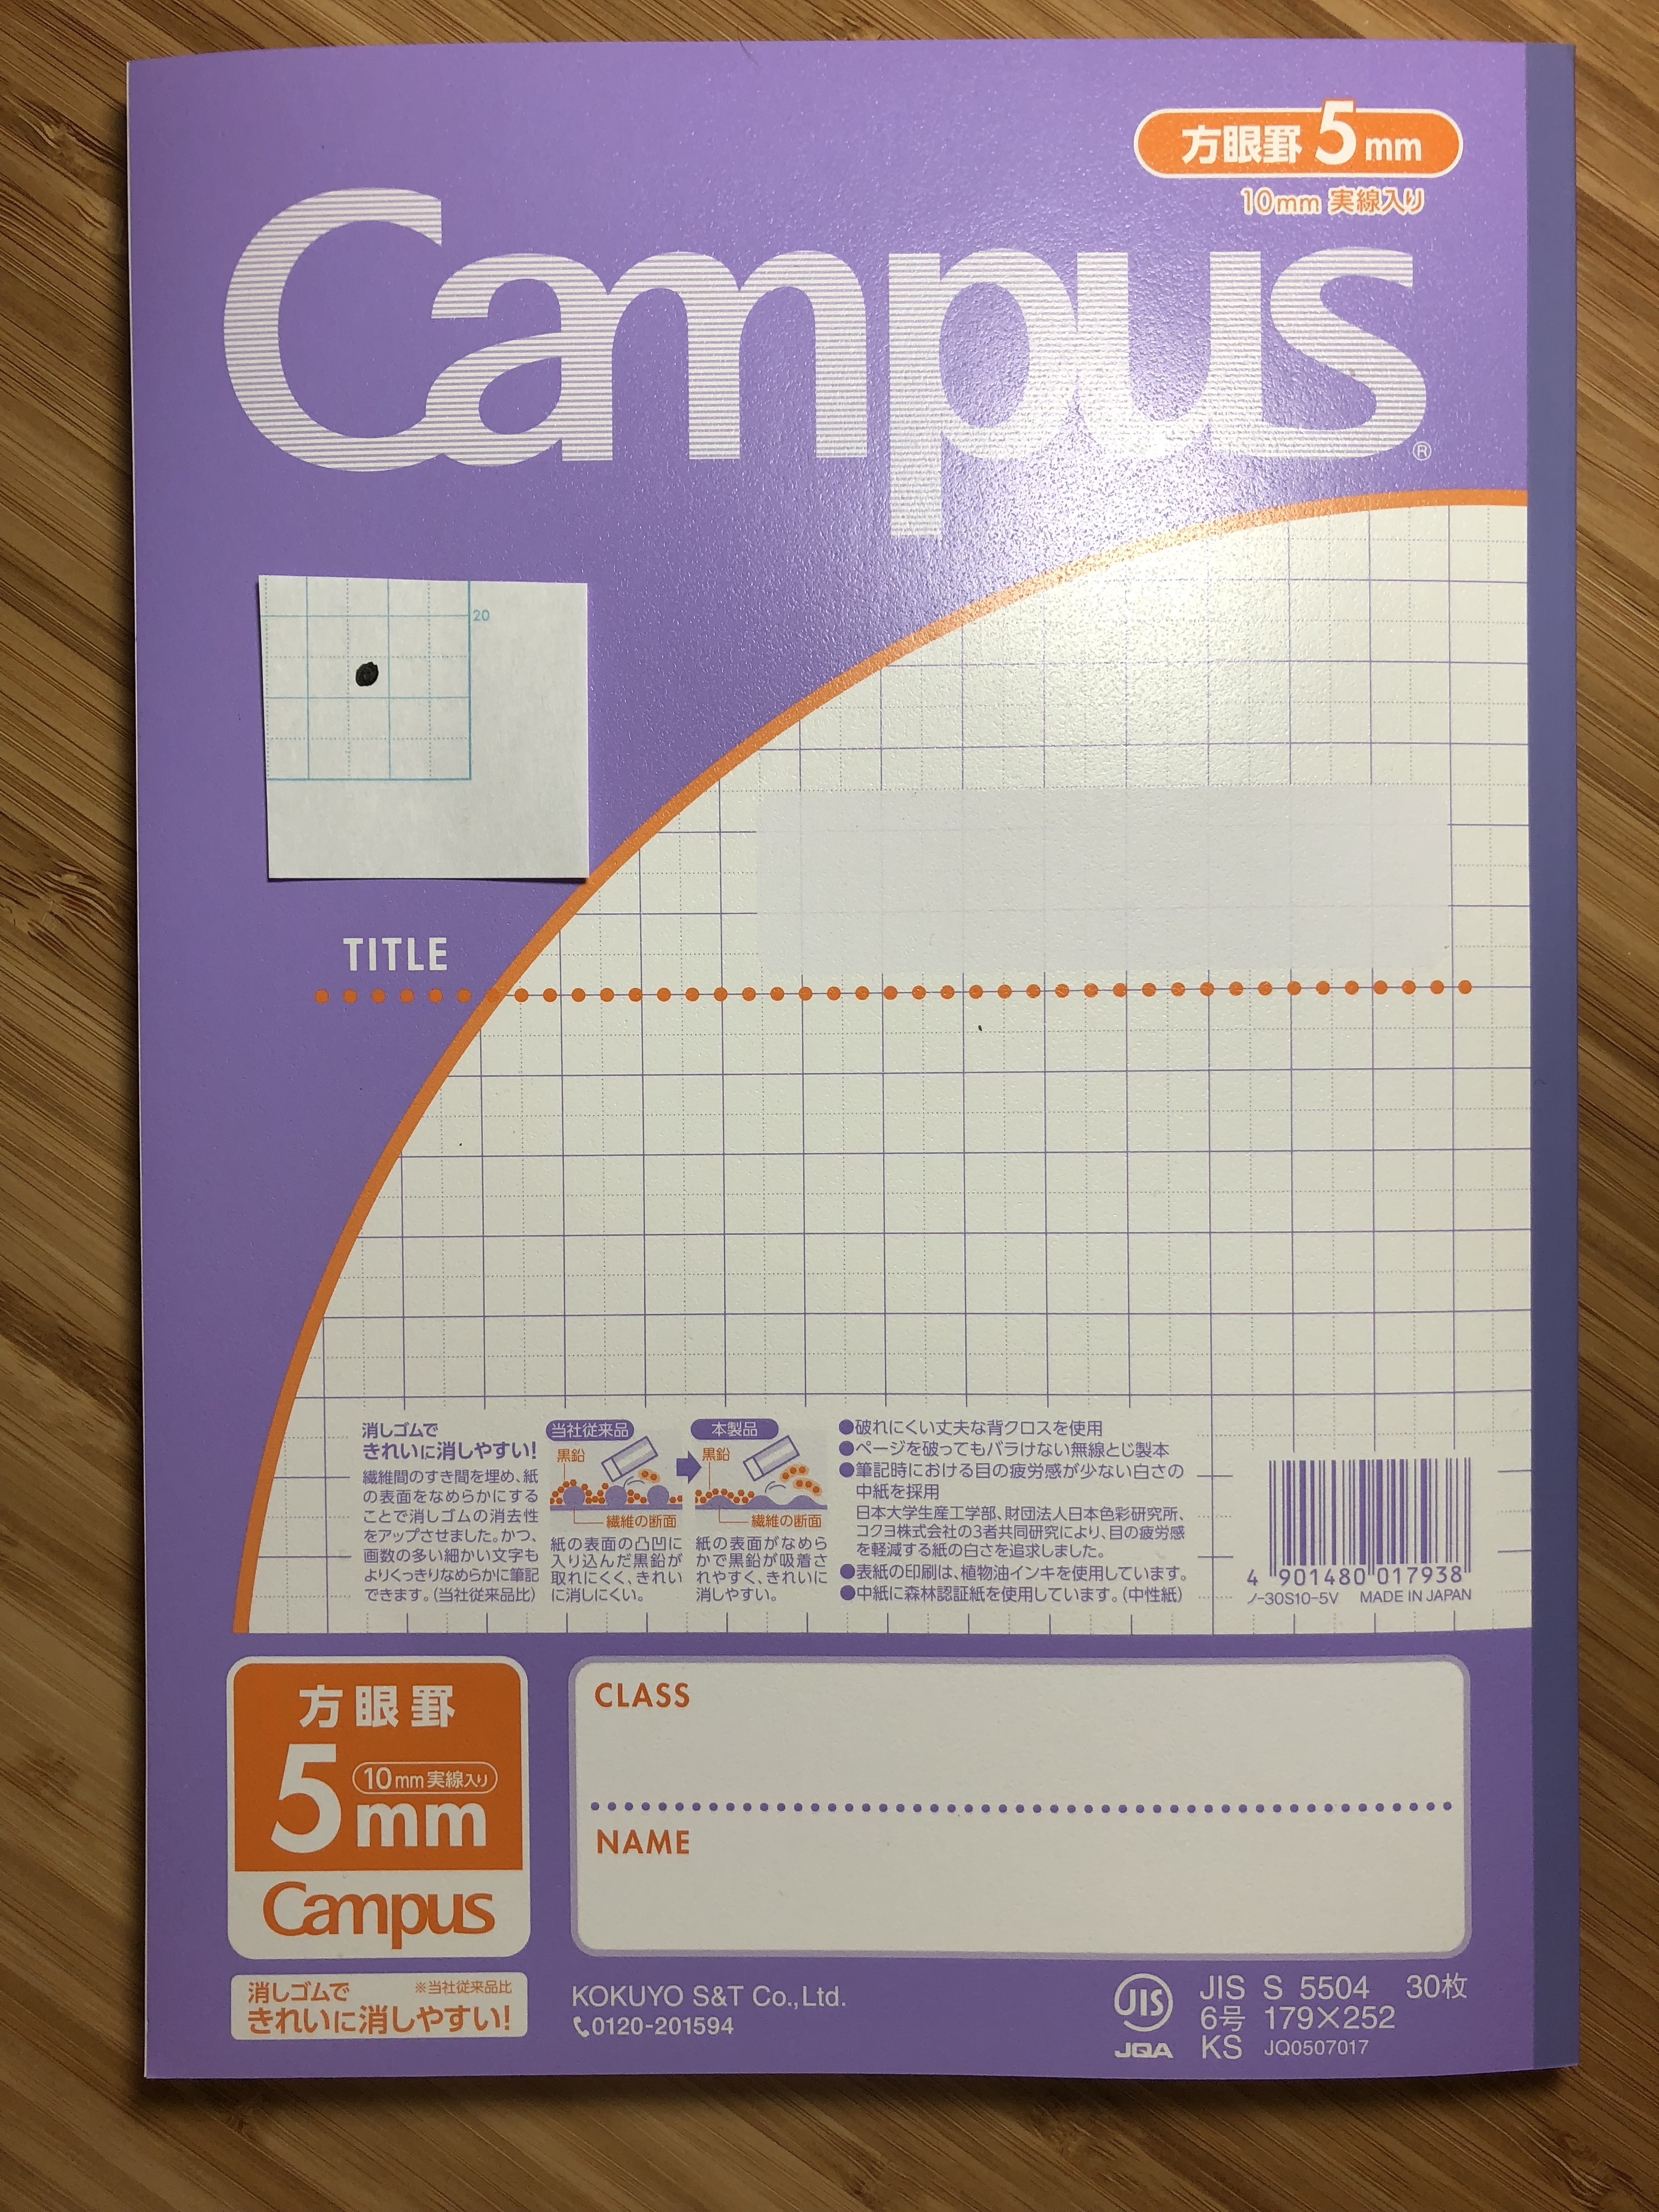 方眼罫 5 mm
10mm 実線入り
Campus®
20
TITLE
消しゴムで
きれいに消しやすい!
繊維間のすき間を埋め、紙
の表面をなめらかにする
ことで消しゴムの消去性
をアップさせました。かつ、
画数の多い細かい文字も
よりくっきりなめらかに筆記
できます。(当社従来品比)
当社従来品
黒鉛
繊維の断面
紙の表面の凸凹に
入り込んだ黒鉛が
取れにくく、きれい
に消しにくい。
本製品
黒鉛
繊維の断面
紙の表面がなめら
かで黒鉛が吸着さ
れやすく、きれいに
消しやすい。
●破れにくい丈夫な背クロスを使用
●ページを破ってもバラけない無線とじ製本
●筆記時における目の疲労感が少ない白さの
中紙を採用
日本大学生産工学部、財団法人日本色彩研究所、
コクヨ株式会社の3者共同研究により、目の疲労感
を軽減する紙の白さを追求しました。
●表紙の印刷は、植物油インキを使用しています。
●中紙に森林認証紙を使用しています。(中性紙)
4 901480 017938
ノ-30S10-5V MADE IN JAPAN
方眼罫
5 mm
10mm 実線入り
Campus
消しゴムで ※当社従来品比
きれいに消しやすい!
CLASS
NAME
KOKUYO S&T Co.,Ltd.
0120-201594
JIS
JQA
JIS S 5504 30枚
6号 179×252
KS JQ0507017